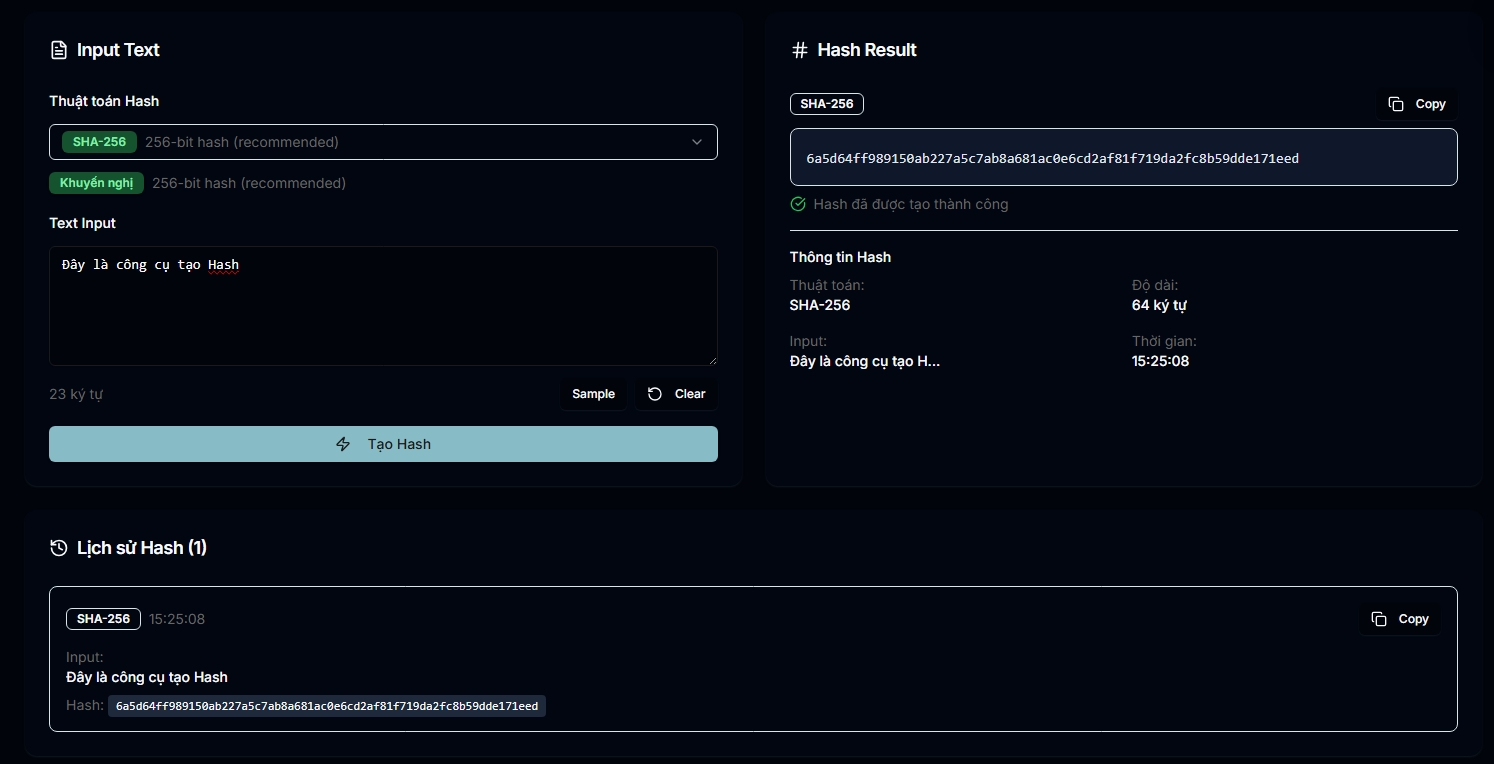 Input Text
Thuật toán Hash
SHA-256 256-bit hash (recommended)
Khuyến nghị 256-bit hash (recommended)
Text Input
Đây là công cụ tạo Hash
23 ký tự
Sample
Clear
Tạo Hash
# Hash Result
SHA-256
Copy
6a5d64ff989150ab227a5c7ab8a681ac0e6cd2af81f719da2fc8b59dde171eed
Hash đã được tạo thành công
Thông tin Hash
Thuật toán:
SHA-256
Độ dài:
64 ký tự
Input:
Đây là công cụ tạo H...
Thời gian:
15:25:08
Lịch sử Hash (1)
SHA-256 15:25:08
Copy
Input:
Đây là công cụ tạo Hash
Hash: 6a5d64ff989150ab227a5c7ab8a681ac0e6cd2af81f719da2fc8b59dde171eed